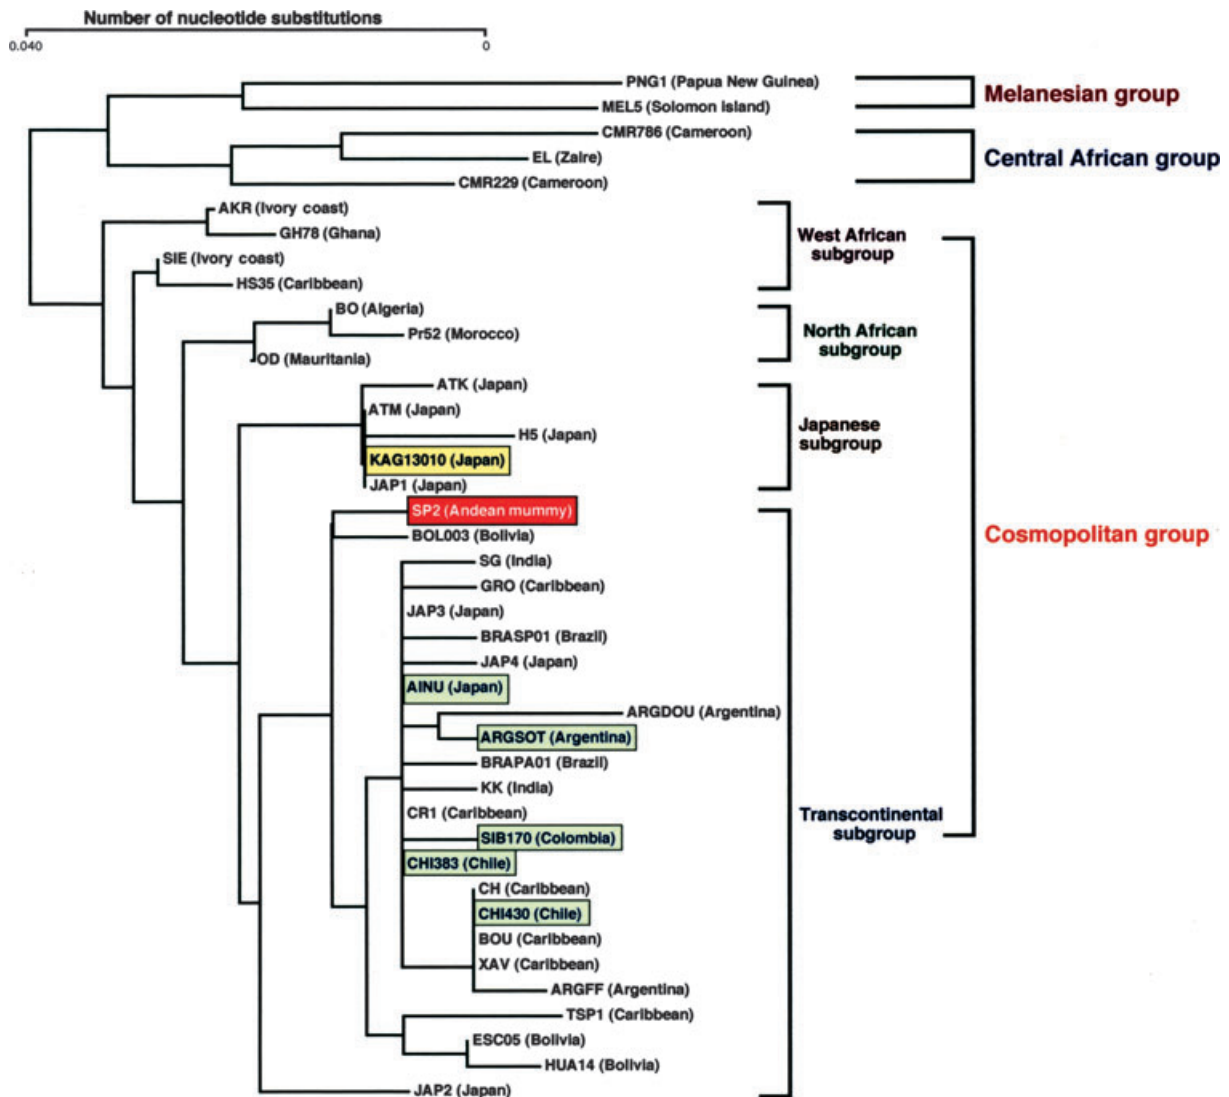 Number of nucleotide substitutions
0.040
0
PNG1 (Papua New Guinea)
MEL5 (Solomon island)
Melanesian group
CMR786 (Cameroon)
EL (Zaire)
CMR229 (Cameroon)
Central African group
AKR (Ivory coast)
GH78 (Ghana)
SIE (Ivory coast)
HS35 (Caribbean)
West African
subgroup
BO (Algeria)
Pr52 (Morocco)
OD (Mauritania)
North African
subgroup
ATK (Japan)
ATM (Japan)
H5 (Japan)
KAG13010 (Japan)
JAP1 (Japan)
Japanese
subgroup
SP2 (Andean mummy)
BOL003 (Bolivia)
Cosmopolitan group
SG (India)
GRO (Caribbean)
JAP3 (Japan)
BRASP01 (Brazil)
JAP4 (Japan)
AINU (Japan)
ARGDOU (Argentina)
ARGSOT (Argentina)
BRAPA01 (Brazil)
KK (India)
CR1 (Caribbean)
SIB170 (Colombia)
CHI383 (Chile)
Transcontinental
subgroup
CH (Caribbean)
CHI430 (Chile)
BOU (Caribbean)
XAV (Caribbean)
ARGFF (Argentina)
TSP1 (Caribbean)
ESC05 (Bolivia)
HUA14 (Bolivia)
JAP2 (Japan)